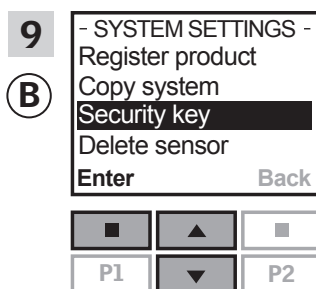 9
B
- SYSTEM SETTINGS -
Register product
Copy system
Security key
Delete sensor
Enter Back
P1 P2